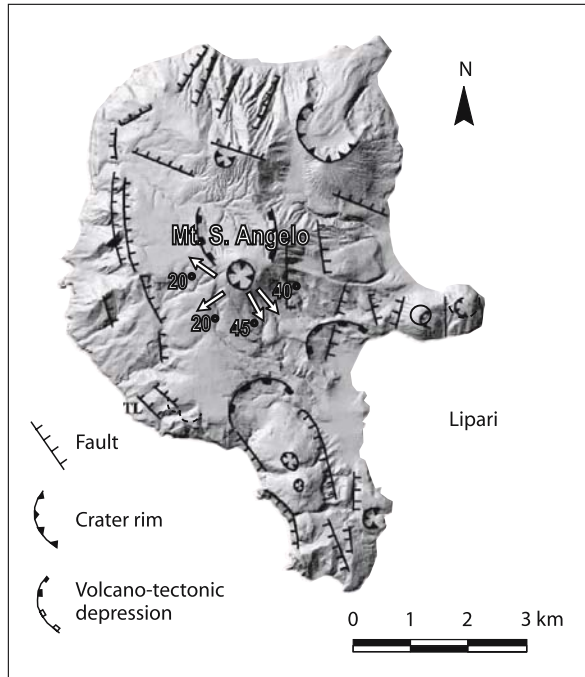 N
Mt. S. Angelo
20°
40°
20°
45°
TL
Lipari
Fault
Crater rim
Volcano-tectonic
depression
0 1 2 3 km